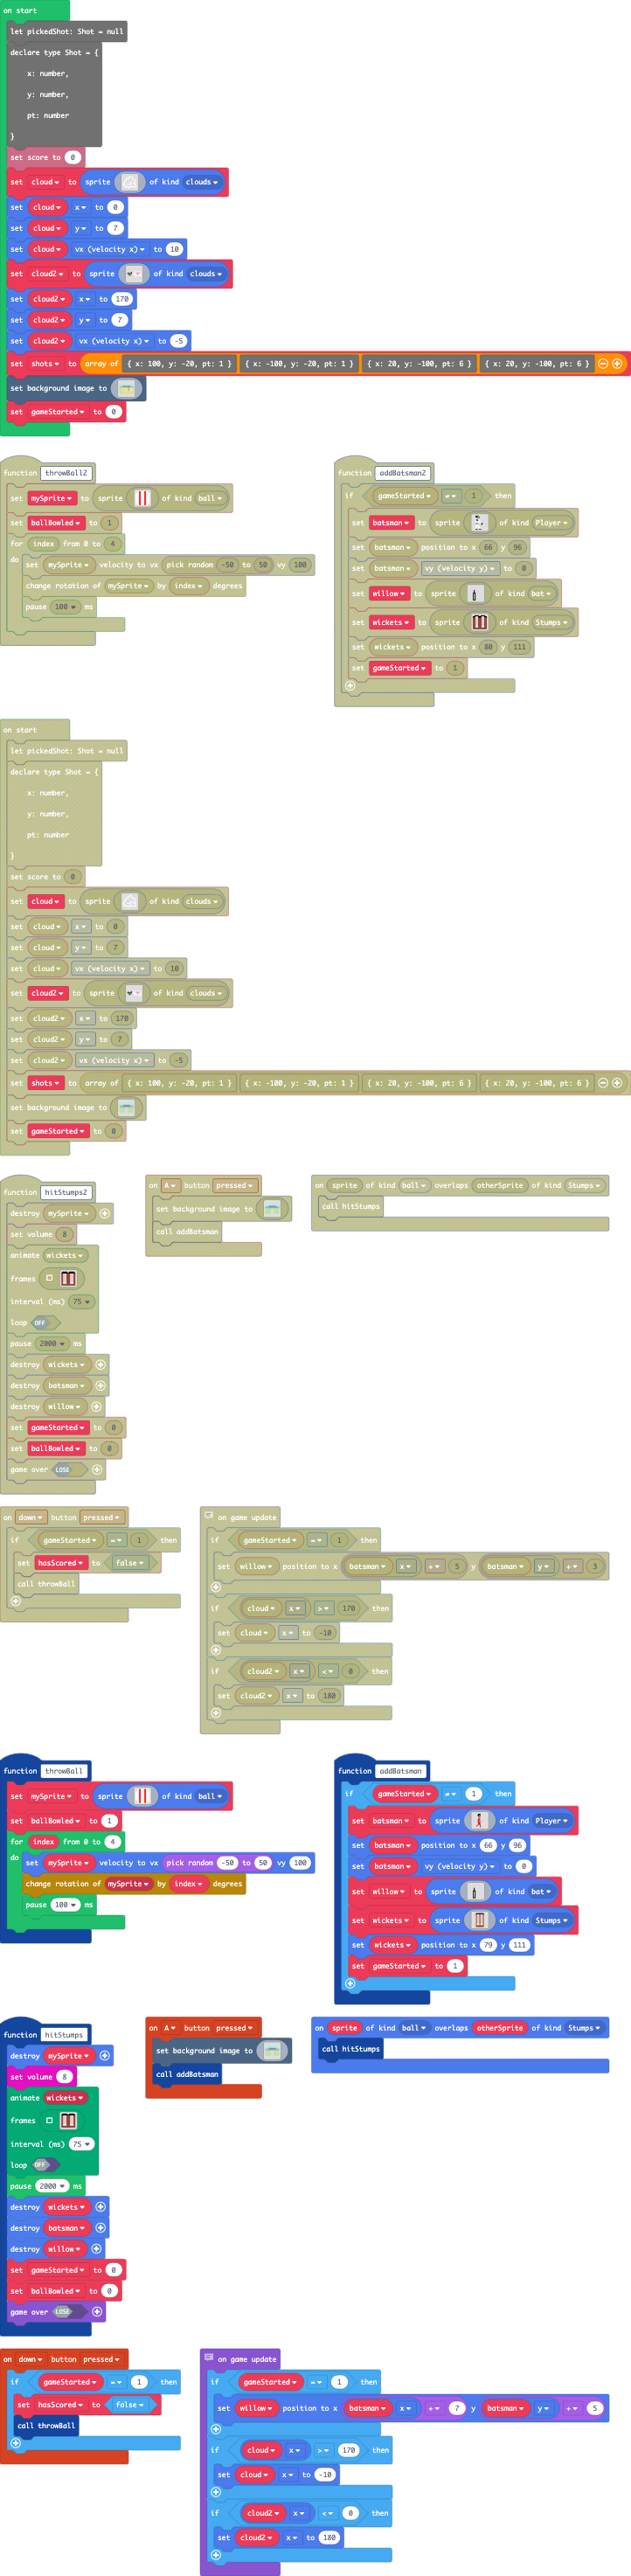 on start
let pickedShot: Shot = null
declare type Shot = {
x: number,
y: number,
pt: number
}
set score to 0
set cloud to sprite of kind clouds
set cloud x to 0
set cloud y to 7
set cloud vx (velocity x) to 10
set cloud2 to sprite of kind clouds
set cloud2 x to 170
set cloud2 y to 7
set cloud2 vx (velocity x) to -5
set shots to array of { x: 100, y: -20, pt: 1 } { x: -100, y: -20, pt: 1 } { x: 20, y: -100, pt: 6 } { x: 20, y: -100, pt: 6 }
set background image to
set gameStarted to 0
function throwBall2
set mySprite to sprite of kind ball
set ballBowled to 1
for index from 0 to 4
do set mySprite velocity to vx pick random -50 to 50 vy 100
change rotation of mySprite by index degrees
pause 100 ms
function addBatsman2
if gameStarted ≠ 1 then
set batsman to sprite of kind Player
set batsman position to x 66 y 96
set batsman vy (velocity y) to 0
set willow to sprite of kind bat
set wickets to sprite of kind Stumps
set wickets position to x 80 y 111
set gameStarted to 1
on start
let pickedShot: Shot = null
declare type Shot = {
x: number,
y: number,
pt: number
}
set score to 0
set cloud to sprite of kind clouds
set cloud x to 0
set cloud y to 7
set cloud vx (velocity x) to 10
set cloud2 to sprite of kind clouds
set cloud2 x to 170
set cloud2 y to 7
set cloud2 vx (velocity x) to -5
set shots to array of { x: 100, y: -20, pt: 1 } { x: -100, y: -20, pt: 1 } { x: 20, y: -100, pt: 6 } { x: 20, y: -100, pt: 6 }
set background image to
set gameStarted to 0
function hitStumps2
destroy mySprite
set volume 8
animate wickets
frames
interval (ms) 75
loop OFF
pause 2000 ms
destroy wickets
destroy batsman
destroy willow
set gameStarted to 0
set ballBowled to 0
game over LOSE
on A button pressed
set background image to
call addBatsman
on sprite of kind ball overlaps otherSprite of kind Stumps
call hitStumps
on down button pressed
if gameStarted = 1 then
set hasScored to false
call throwBall
on game update
if gameStarted = 1 then
set willow position to x batsman x + 5 y batsman y + 3
if cloud x > 170 then
set cloud x to -10
if cloud2 x < 0 then
set cloud2 x to 180
function throwBall
set mySprite to sprite of kind ball
set ballBowled to 1
for index from 0 to 4
do set mySprite velocity to vx pick random -50 to 50 vy 100
change rotation of mySprite by index degrees
pause 100 ms
function addBatsman
if gameStarted ≠ 1 then
set batsman to sprite of kind Player
set batsman position to x 66 y 96
set batsman vy (velocity y) to 0
set willow to sprite of kind bat
set wickets to sprite of kind Stumps
set wickets position to x 79 y 111
set gameStarted to 1
function hitStumps
destroy mySprite
set volume 8
animate wickets
frames
interval (ms) 75
loop OFF
pause 2000 ms
destroy wickets
destroy batsman
destroy willow
set gameStarted to 0
set ballBowled to 0
game over LOSE
on A button pressed
set background image to
call addBatsman
on sprite of kind ball overlaps otherSprite of kind Stumps
call hitStumps
on down button pressed
if gameStarted = 1 then
set hasScored to false
call throwBall
on game update
if gameStarted = 1 then
set willow position to x batsman x + 7 y batsman y + 5
if cloud x > 170 then
set cloud x to -10
if cloud2 x < 0 then
set cloud2 x to 180